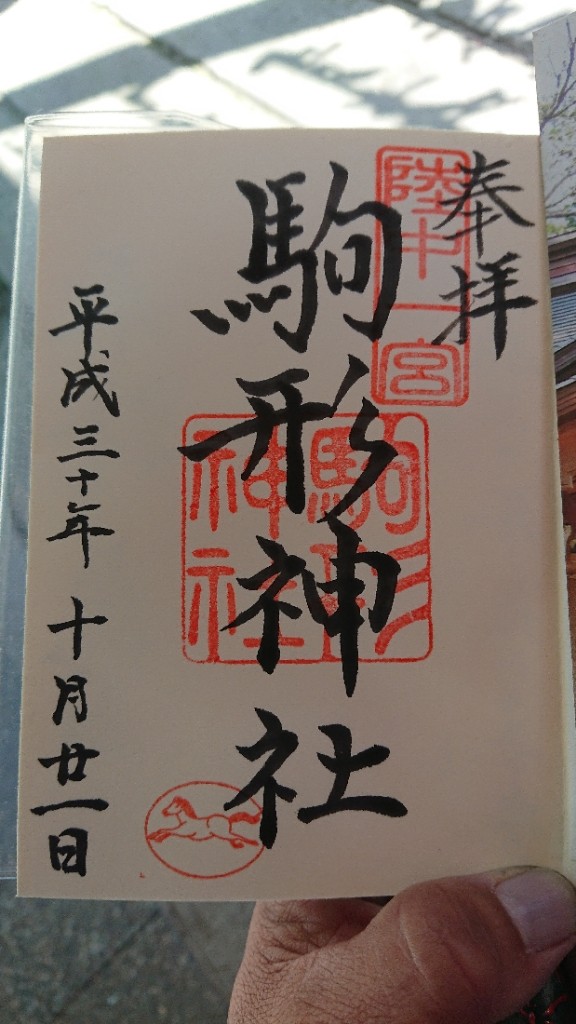 奉拝
陸中一宮
駒形神社
駒形神社
平成三十年十月廿一日